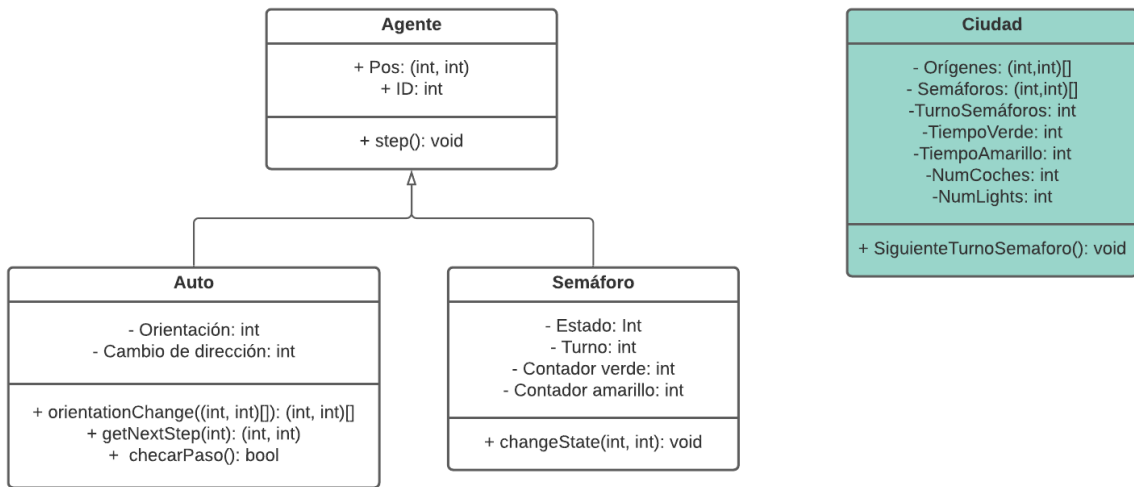 Agente
+ Pos: (int, int)
+ ID: int
+ step(): void
Ciudad
- Orígenes: (int,int)[]
- Semáforos: (int,int)[]
-TurnoSemáforos: int
-TiempoVerde: int
-TiempoAmarillo: int
-NumCoches: int
-NumLights: int
+ SiguienteTurnoSemaforo(): void
Auto
- Orientación: int
- Cambio de dirección: int
+ orientationChange((int, int)[]): (int, int)[]
+ getNextStep(int): (int, int)
+ checarPaso(): bool
Semáforo
- Estado: Int
- Turno: int
- Contador verde: int
- Contador amarillo: int
+ changeState(int, int): void